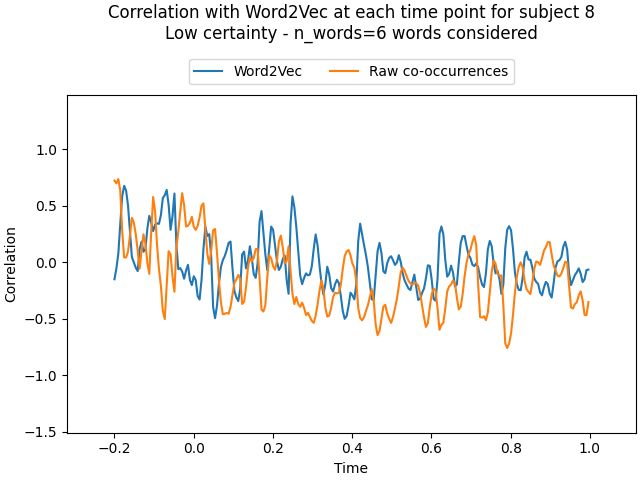 Correlation with Word2Vec at each time point for subject 8
Low certainty - n_words=6 words considered
Word2Vec
Raw co-occurrences
1.0
0.5
0.0
−0.5
−1.0
−1.5
Correlation
−0.2
0.0
0.2
0.4
0.6
0.8
1.0
Time